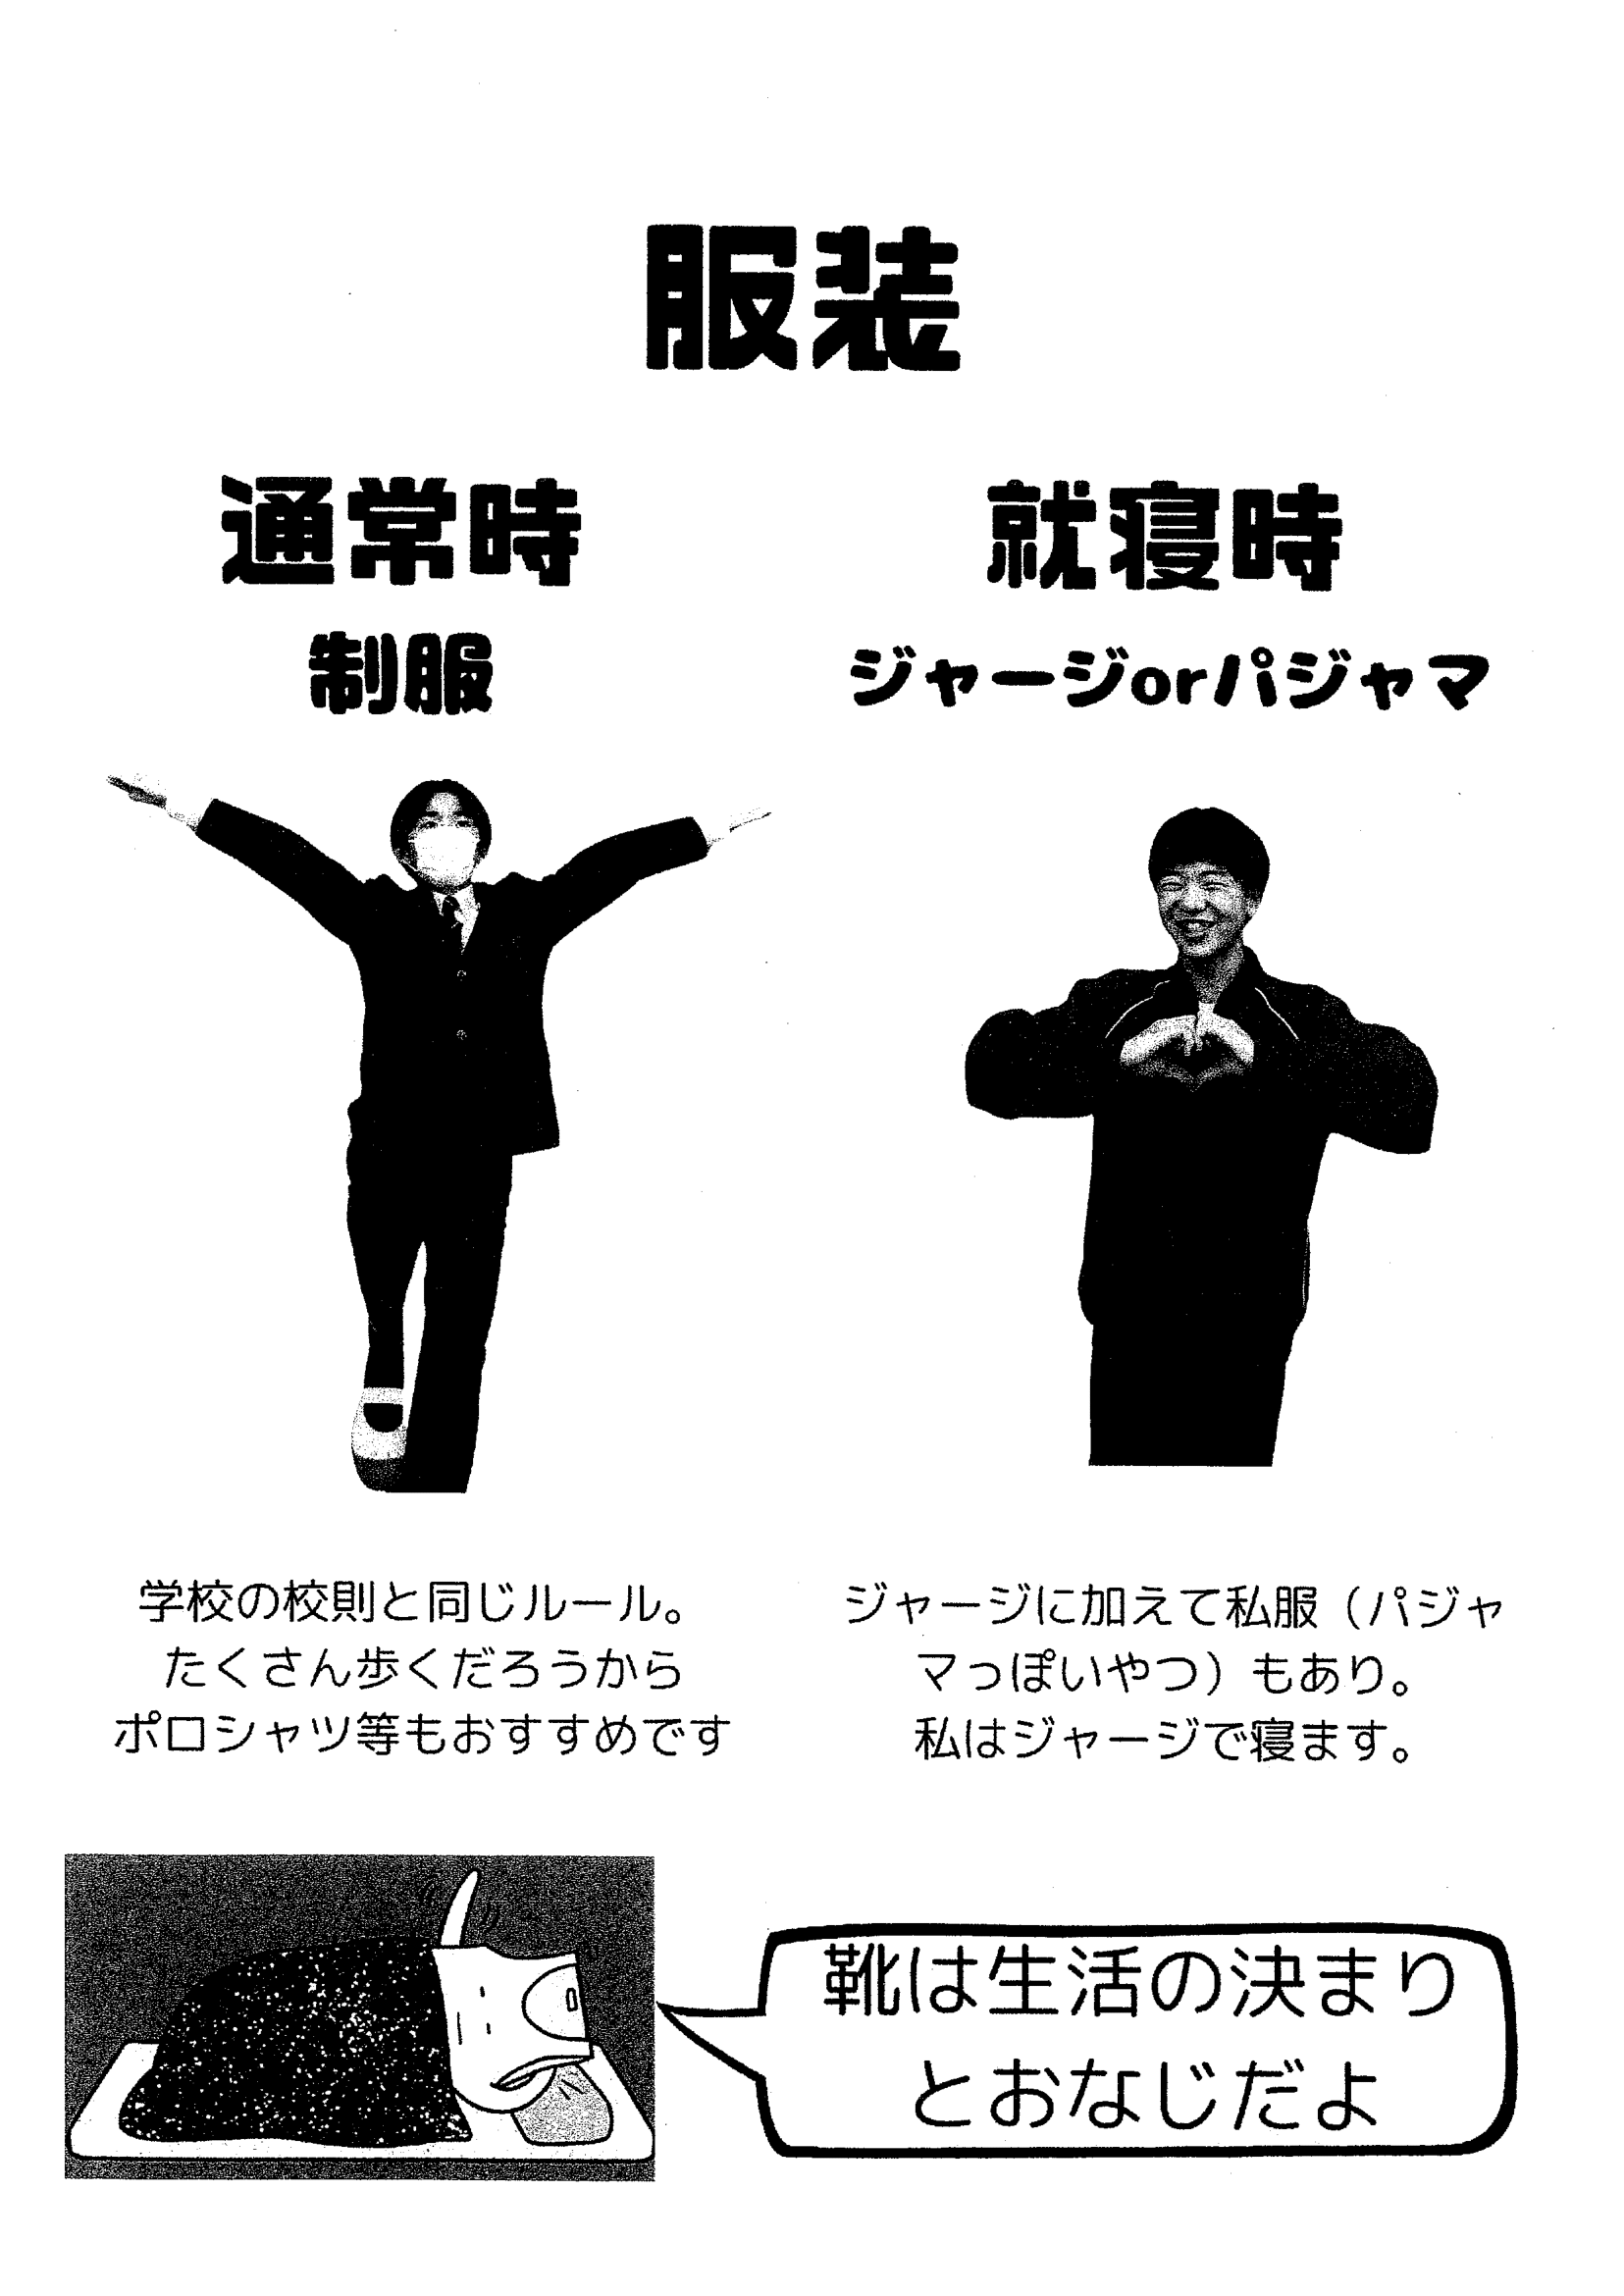 服装
通常時
制服
就寝時
ジャージorパジャマ
学校の校則と同じルール。
たくさん歩くだろうから
ポロシャツ等もおすすめです
ジャージに加えて私服（パジャ
マっぽいやつ）もあり。
私はジャージで寝ます。
靴は生活の決まり
とおなじだよ